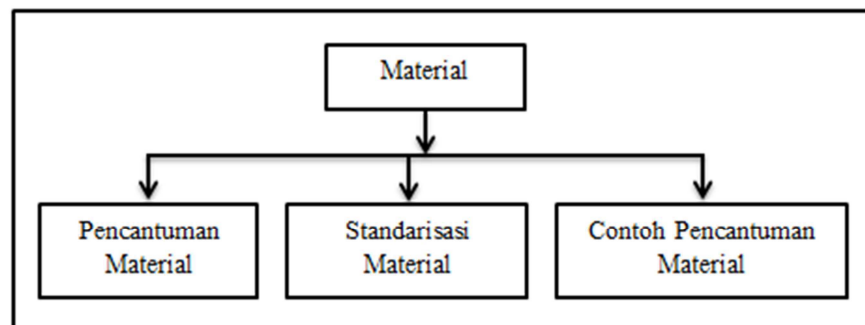 Material
Pencantuman
Material
Standarisasi
Material
Contoh Pencantuman
Material